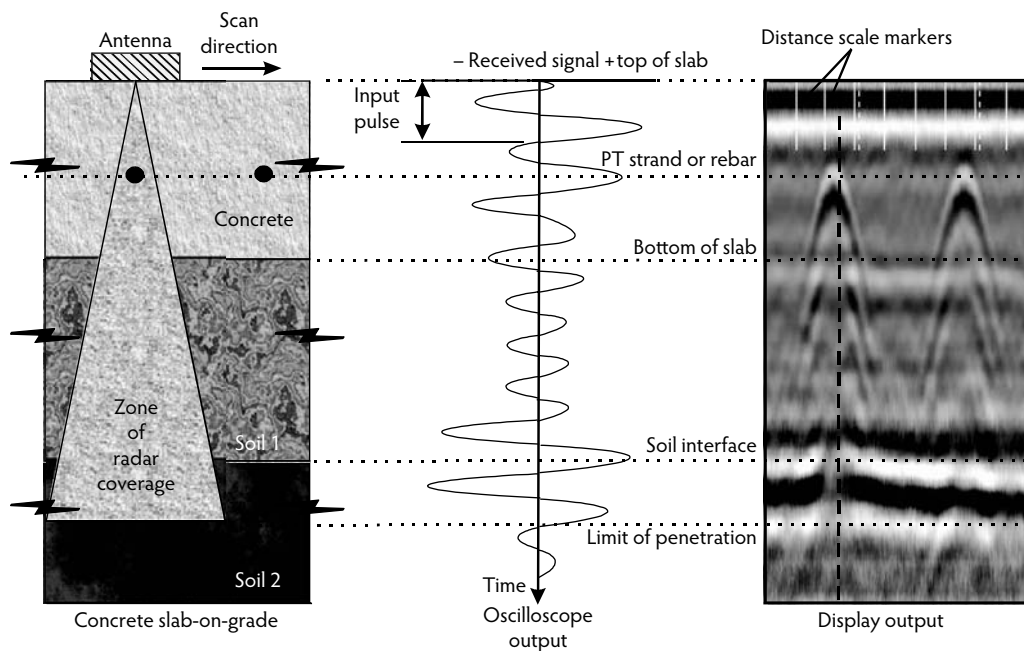 Antenna
Scan
direction
Concrete
Zone
of
radar
coverage
Soil 1
Soil 2
Concrete slab-on-grade
– Received signal + top of slab
Input
pulse
PT strand or rebar
Bottom of slab
Soil interface
Limit of penetration
Time
Oscilloscope
output
Distance scale markers
Display output